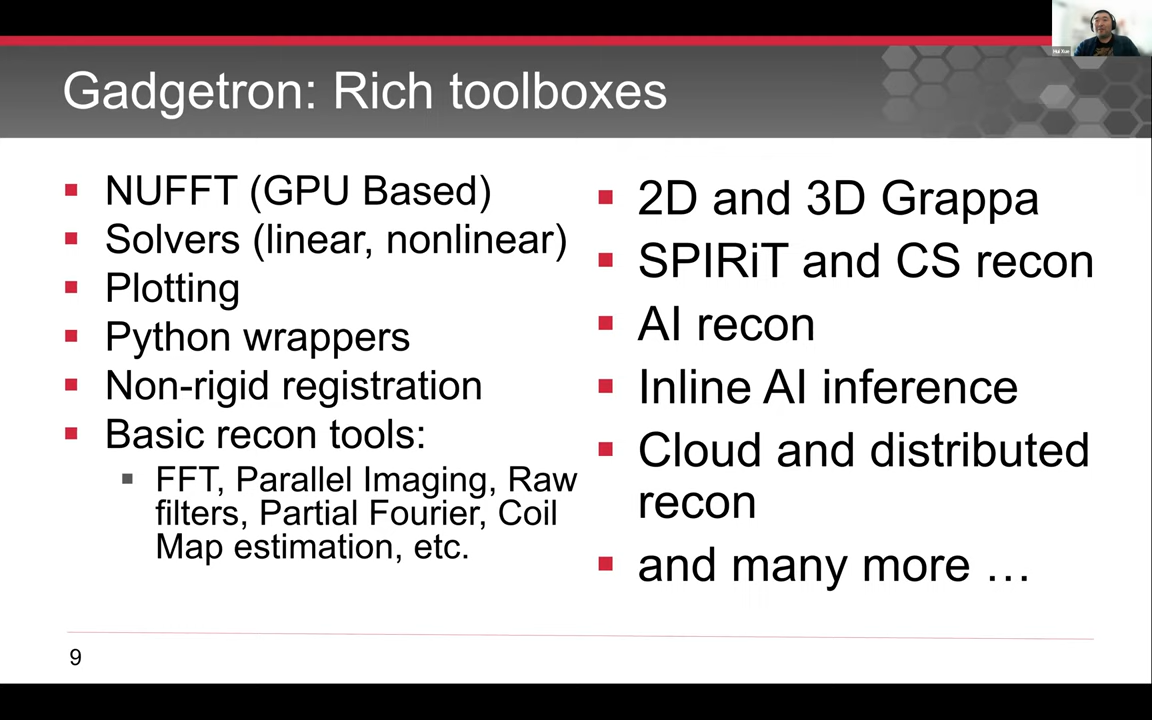 Gadgetron: Rich toolboxes
NUFFT (GPU Based)
Solvers (linear, nonlinear)
Plotting
Python wrappers
Non-rigid registration
Basic recon tools:
FFT, Parallel Imaging, Raw
filters, Partial Fourier, Coil
Map estimation, etc.
2D and 3D Grappa
SPIRiT and CS recon
AI recon
Inline AI inference
Cloud and distributed
recon
and many more …
9
Hui Xue